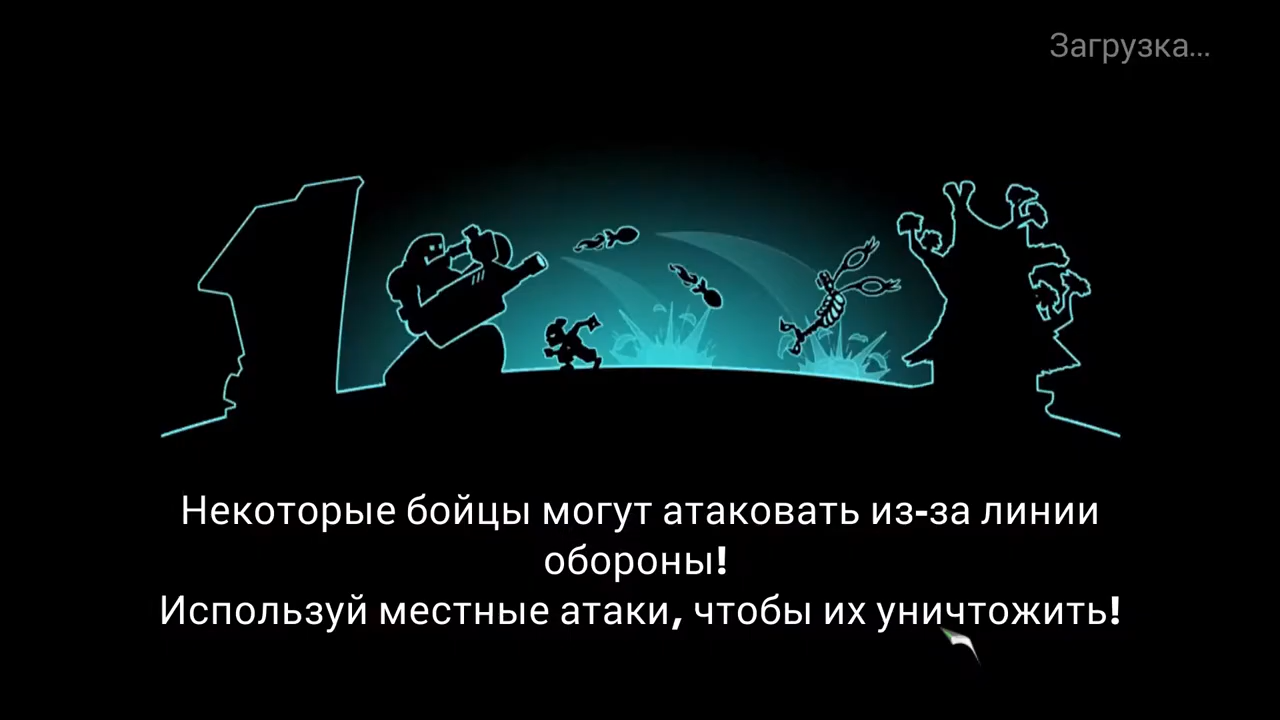 Загрузка...
Некоторые бойцы могут атаковать из-за линии
обороны!
Используй местные атаки, чтобы их уничтожить!